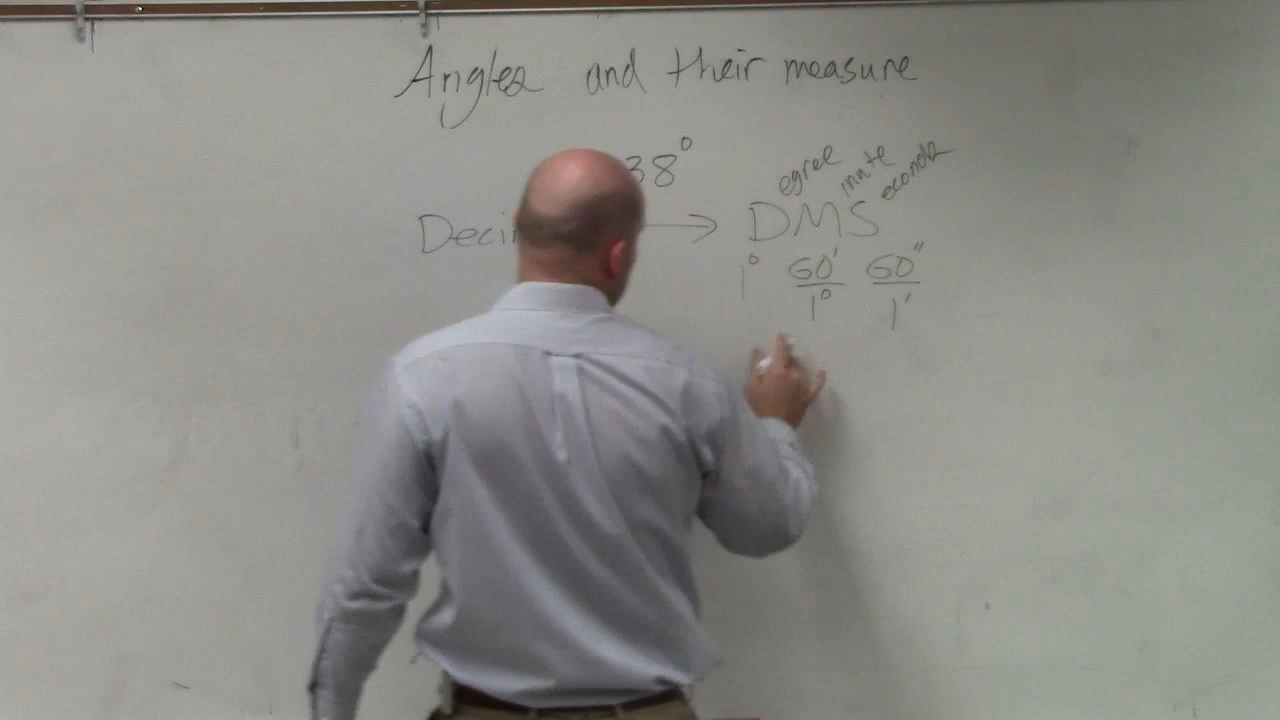 Angles and their measure
38°
egree inute econds
Deci → DMS
1° 60'/1° 60"/1'